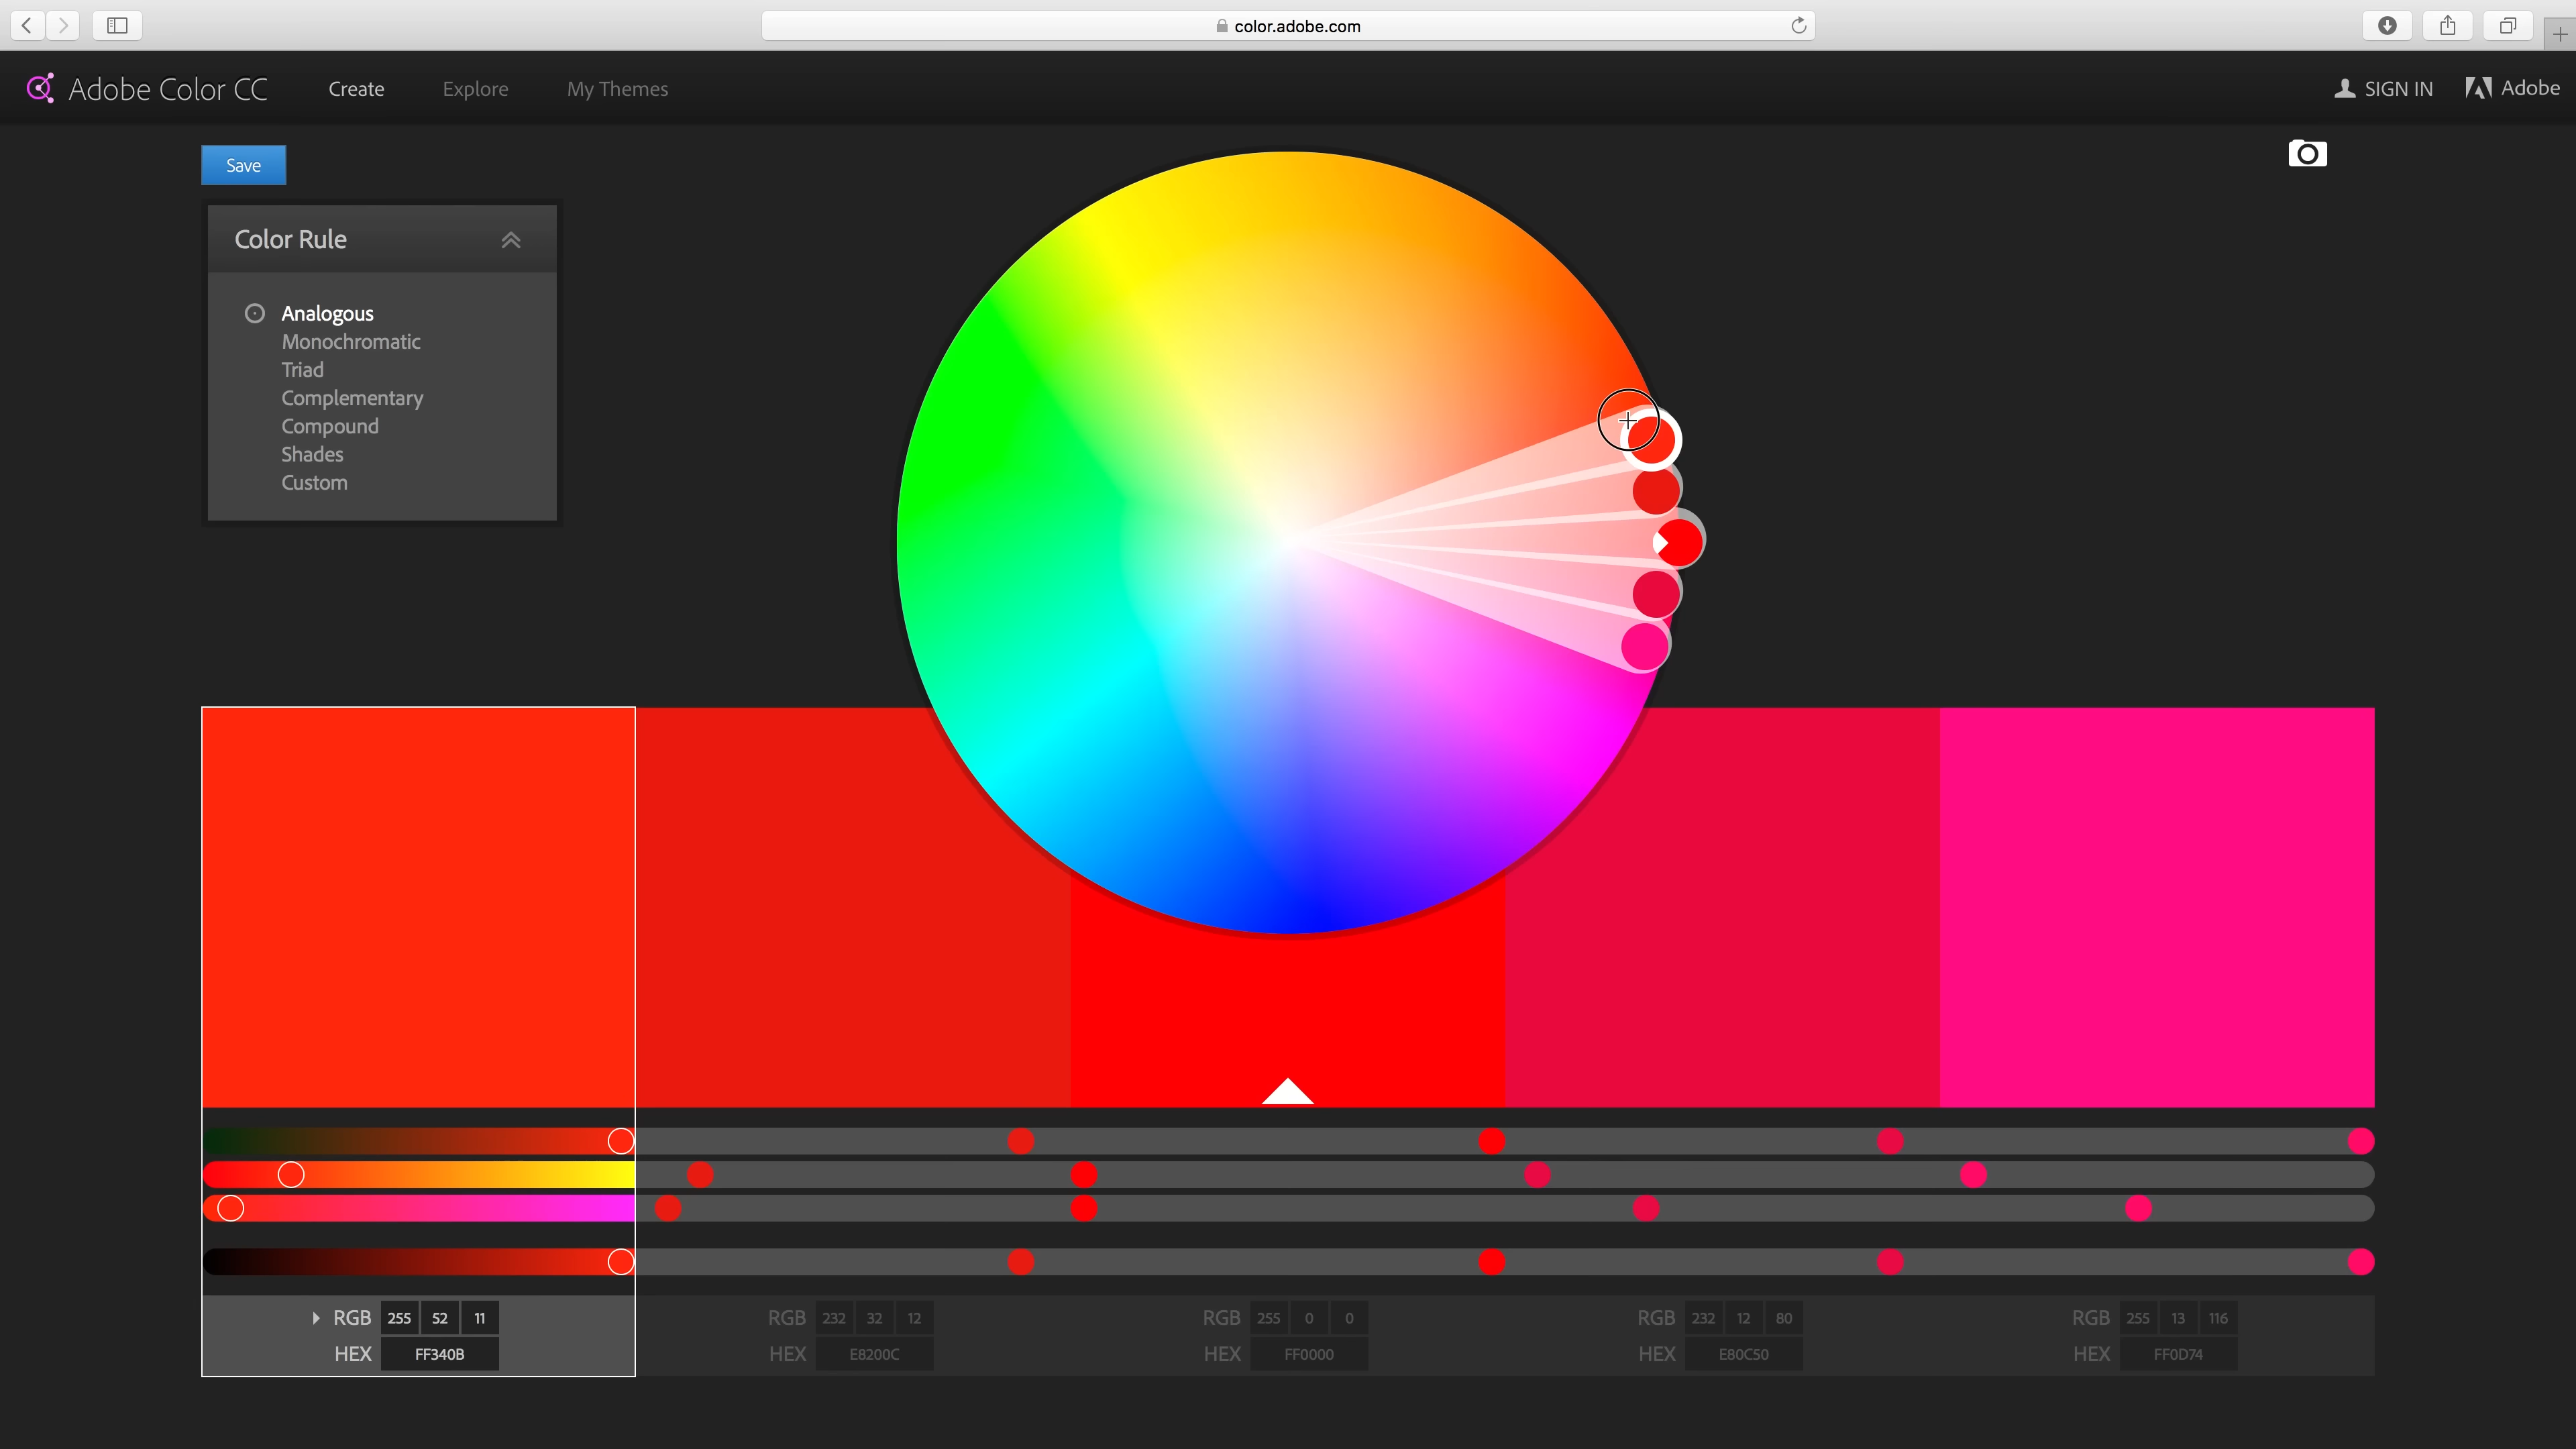 color.adobe.com
Adobe Color CC Create Explore My Themes SIGN IN Adobe
Save
Color Rule
Analogous
Monochromatic
Triad
Complementary
Compound
Shades
Custom
RGB 255 52 11 RGB 232 32 12 RGB 255 0 0 RGB 232 12 80 RGB 255 13 116
HEX FF340B HEX E8200C HEX FF0000 HEX E80C50 HEX FF0D74